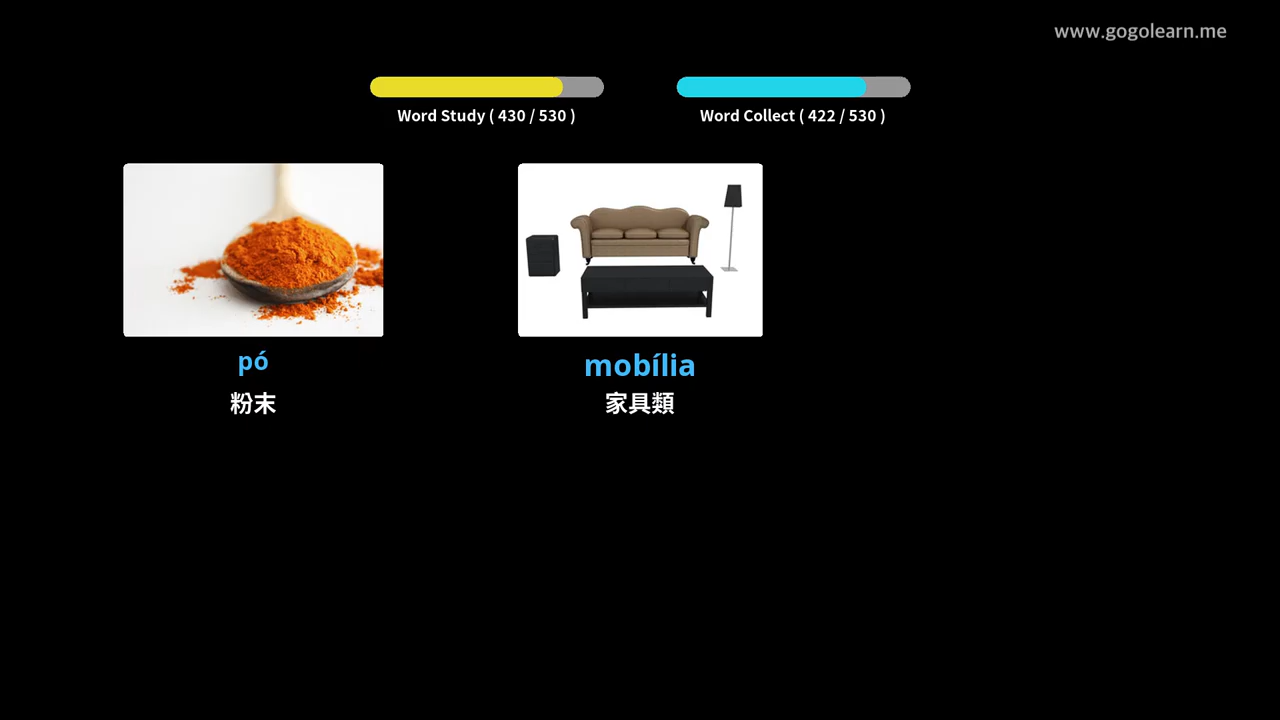 www.gogolearn.me
Word Study ( 430 / 530 )
Word Collect ( 422 / 530 )
pó
粉末
mobília
家具類